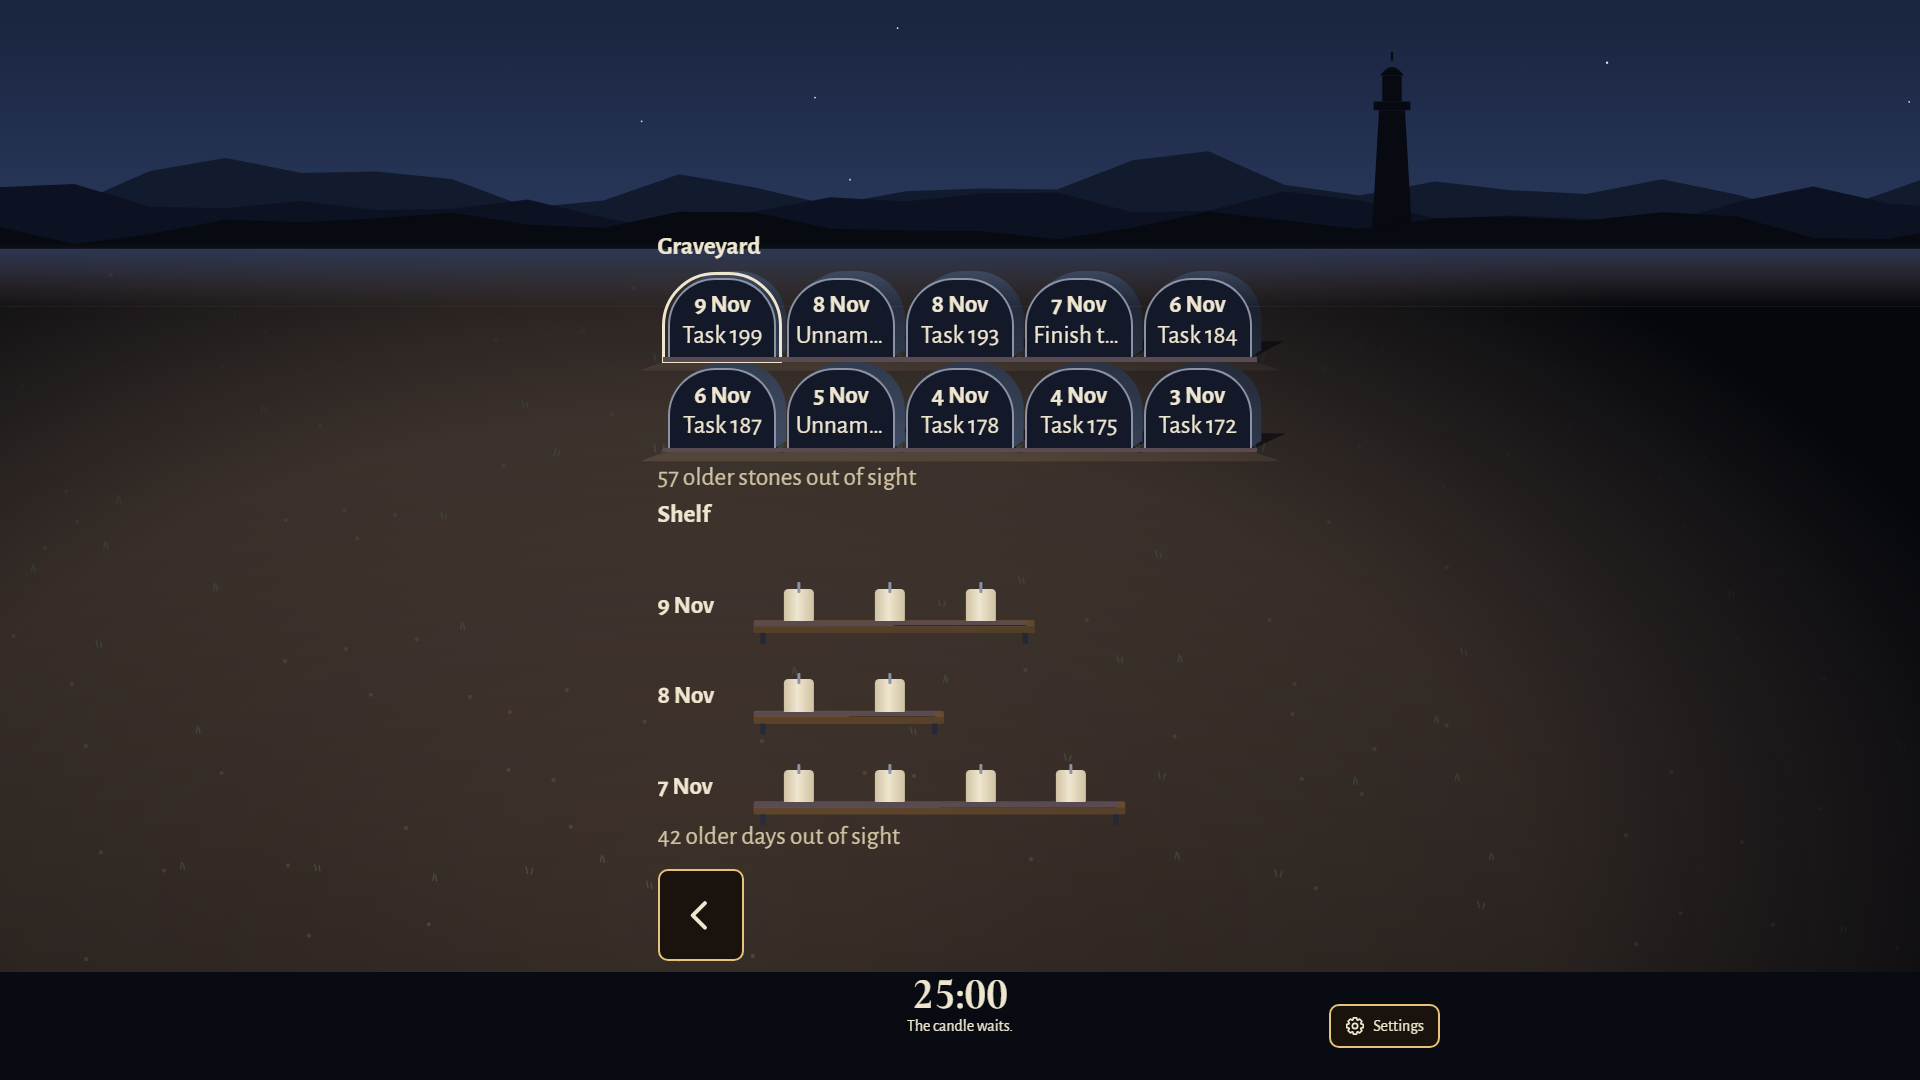 Graveyard
9 Nov
Task 199
8 Nov
Unnam...
8 Nov
Task 193
7 Nov
Finish t...
6 Nov
Task 184
6 Nov
Task 187
5 Nov
Unnam...
4 Nov
Task 178
4 Nov
Task 175
3 Nov
Task 172
57 older stones out of sight
Shelf
9 Nov
8 Nov
7 Nov
42 older days out of sight
25:00
The candle waits.
Settings